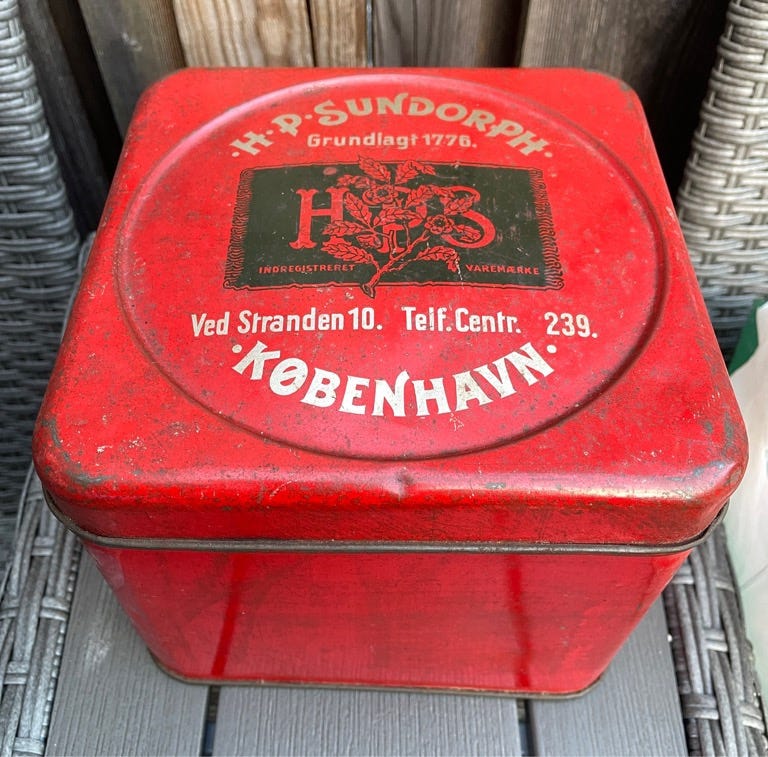 ·H·P·SUNDORPH·
Grundlagt 1776.
HPS
INDREGISTRERET VAREMÆRKE
Ved Stranden 10. Telf. Centr. 239.
·KØBENHAVN·